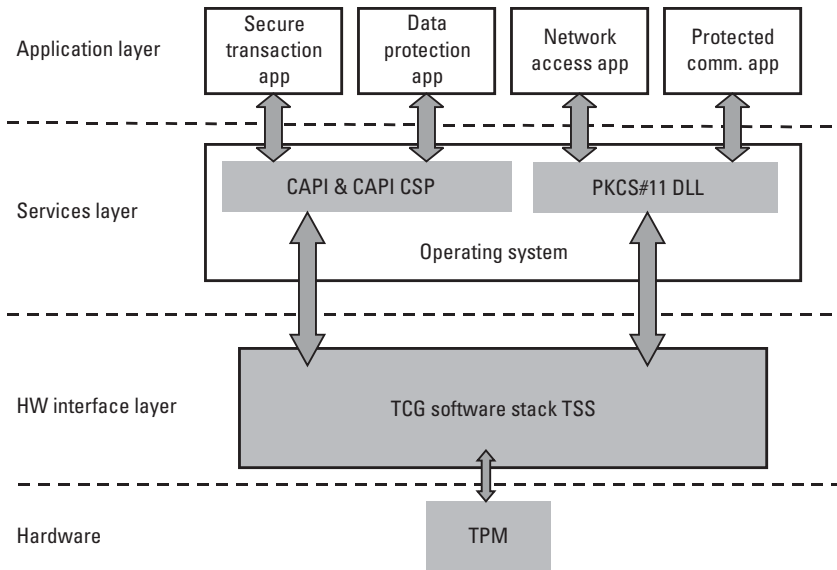 Application layer
Secure
transaction
app
Data
protection
app
Network
access app
Protected
comm. app
Services layer
CAPI & CAPI CSP
PKCS#11 DLL
Operating system
HW interface layer
TCG software stack TSS
Hardware
TPM